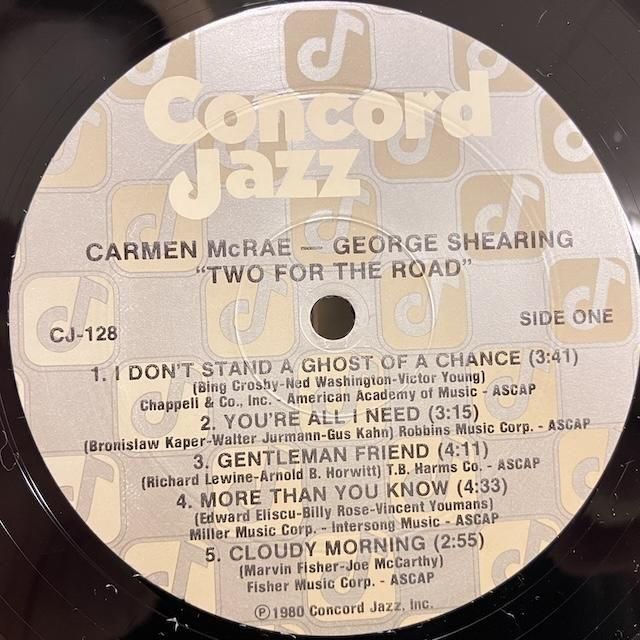 Concord
Jazz
CARMEN McRAE — GEORGE SHEARING
"TWO FOR THE ROAD"
CJ-128
SIDE ONE
1. I DON'T STAND A GHOST OF A CHANCE (3:41)
(Bing Crosby-Ned Washington-Victor Young)
Chappell & Co., Inc. - American Academy of Music - ASCAP
2. YOU'RE ALL I NEED (3:15)
(Bronislaw Kaper-Walter Jurmann-Gus Kahn) Robbins Music Corp. - ASCAP
3. GENTLEMAN FRIEND (4:11)
(Richard Lewine-Arnold B. Horwitt) T.B. Harms Co. - ASCAP
4. MORE THAN YOU KNOW (4:33)
(Edward Eliscu-Billy Rose-Vincent Youmans)
Miller Music Corp. - Intersong Music - ASCAP
5. CLOUDY MORNING (2:55)
(Marvin Fisher-Joe McCarthy)
Fisher Music Corp. - ASCAP
Ⓟ1980 Concord Jazz, Inc.